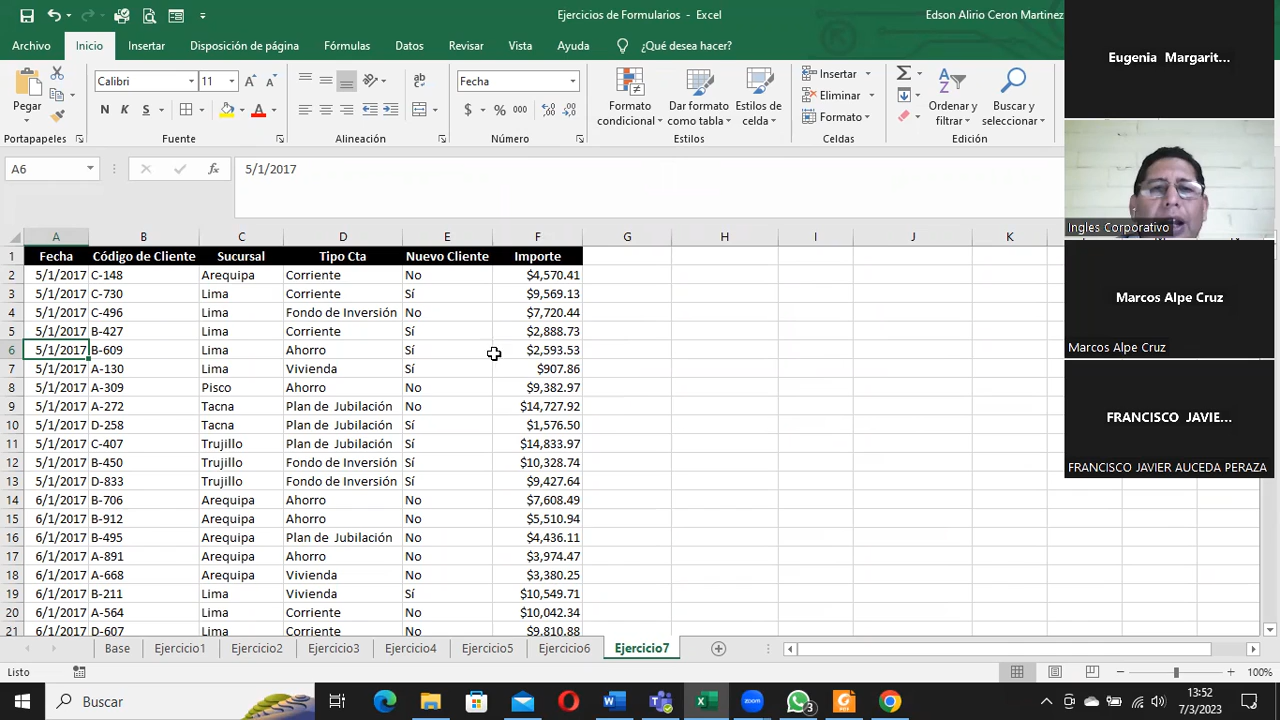 Ejercicios de Formularios - Excel
Edson Alirio Ceron Martinez
Archivo Inicio Insertar Disposición de página Fórmulas Datos Revisar Vista Ayuda ¿Qué desea hacer?
Pegar
Calibri 11
N K S
Fecha
$ % 000
Formato condicional
Dar formato como tabla
Estilos de celda
Insertar
Eliminar
Formato
Ordenar y filtrar
Buscar y seleccionar
Portapapeles Fuente Alineación Número Estilos Celdas Edición
A6 fx 5/1/2017
A B C D E F G H I J K
1 Fecha Código de Cliente Sucursal Tipo Cta Nuevo Cliente Importe
2 5/1/2017 C-148 Arequipa Corriente No $4,570.41
3 5/1/2017 C-730 Lima Corriente Sí $9,569.13
4 5/1/2017 C-496 Lima Fondo de Inversión No $7,720.44
5 5/1/2017 B-427 Lima Corriente Sí $2,888.73
6 5/1/2017 B-609 Lima Ahorro Sí $2,593.53
7 5/1/2017 A-130 Lima Vivienda Sí $907.86
8 5/1/2017 A-309 Pisco Ahorro No $9,382.97
9 5/1/2017 A-272 Tacna Plan de Jubilación No $14,727.92
10 5/1/2017 D-258 Tacna Plan de Jubilación Sí $1,576.50
11 5/1/2017 C-407 Trujillo Plan de Jubilación Sí $14,833.97
12 5/1/2017 B-450 Trujillo Fondo de Inversión Sí $10,328.74
13 5/1/2017 D-833 Trujillo Fondo de Inversión Sí $9,427.64
14 6/1/2017 B-706 Arequipa Ahorro No $7,608.49
15 6/1/2017 B-912 Arequipa Ahorro No $5,510.94
16 6/1/2017 B-495 Arequipa Plan de Jubilación No $4,436.11
17 6/1/2017 A-891 Arequipa Ahorro No $3,974.47
18 6/1/2017 A-668 Arequipa Vivienda No $3,380.25
19 6/1/2017 B-211 Lima Vivienda Sí $10,549.71
20 6/1/2017 A-564 Lima Corriente No $10,042.34
21 6/1/2017 D-607 Lima Corriente No $9,810.88
Base Ejercicio1 Ejercicio2 Ejercicio3 Ejercicio4 Ejercicio5 Ejercicio6 Ejercicio7
Listo
100%
Buscar
3
13:52
7/3/2023
Eugenia Margarit...
Ingles Corporativo
Marcos Alpe Cruz
Marcos Alpe Cruz
FRANCISCO JAVIE...
FRANCISCO JAVIER AUCEDA PERAZA